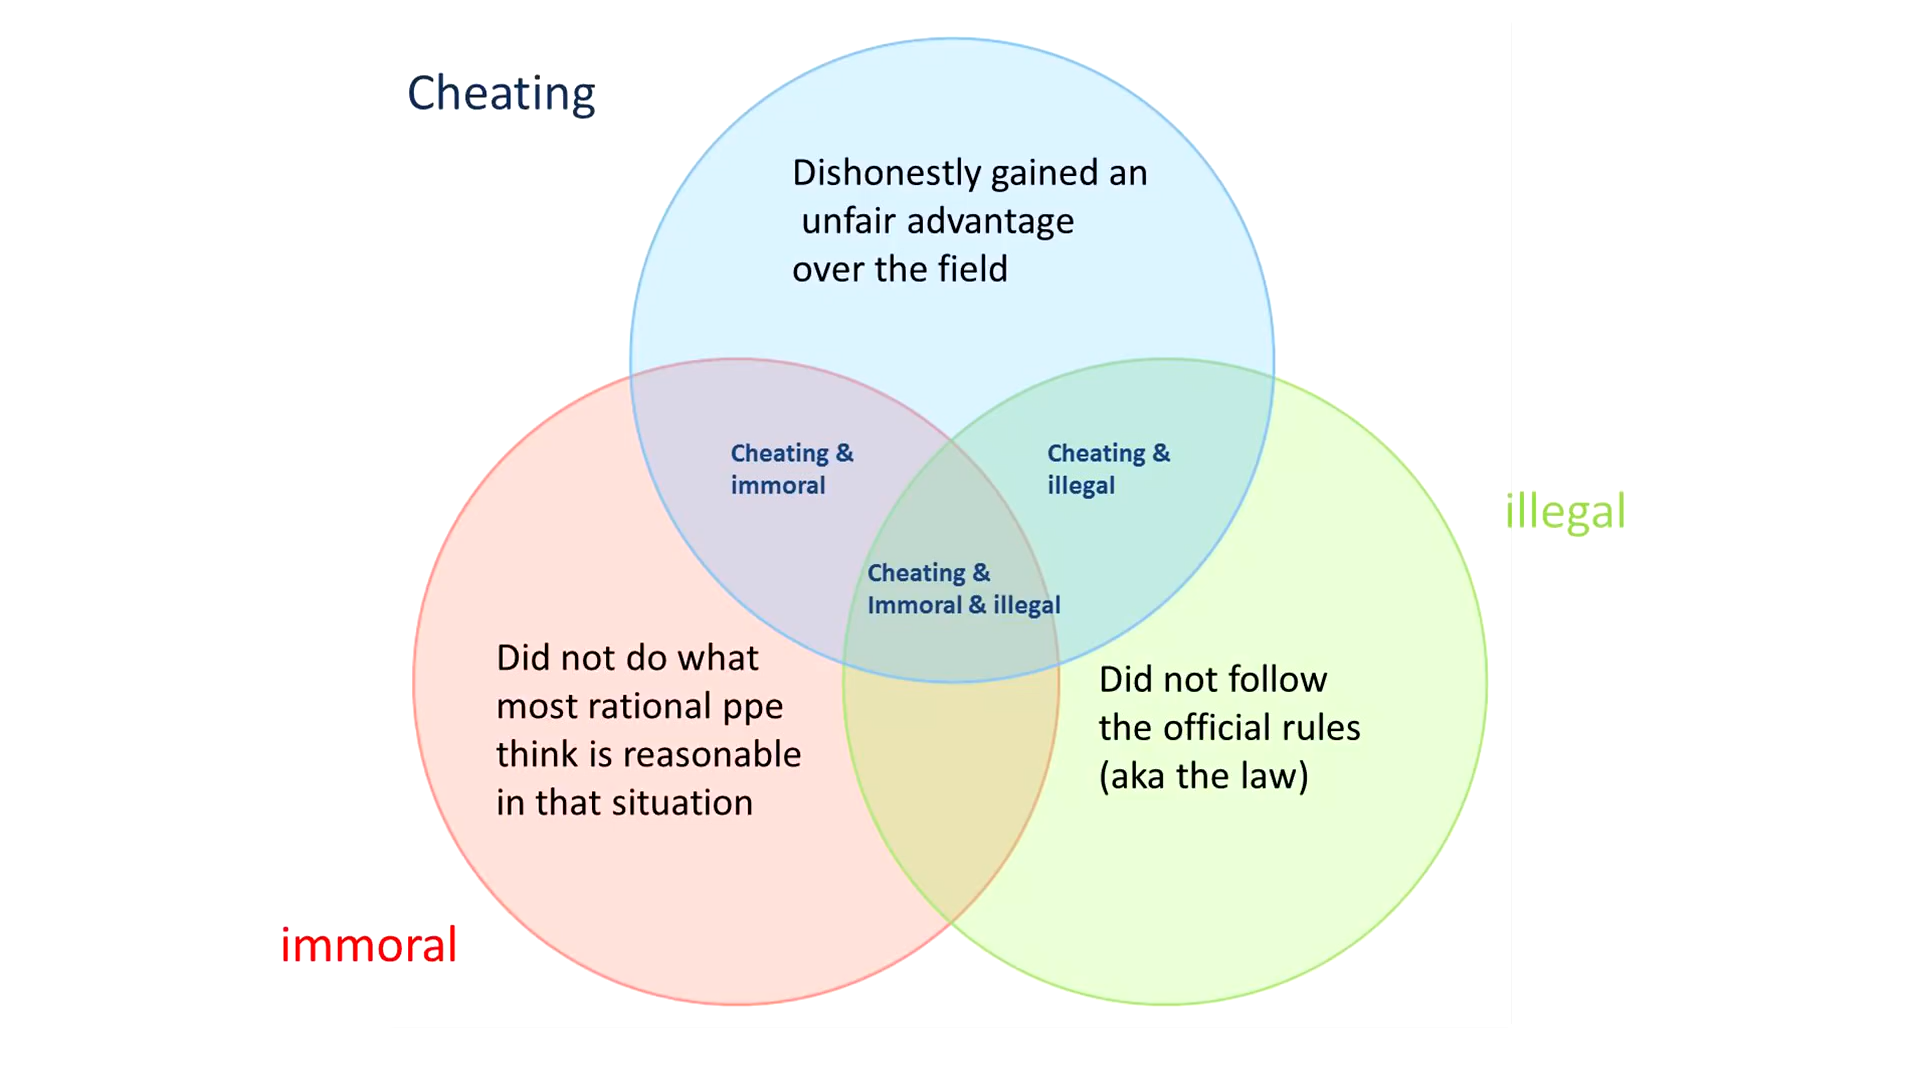 Cheating
Dishonestly gained an
unfair advantage
over the field
Cheating &
immoral
Cheating &
illegal
illegal
Cheating &
Immoral & illegal
Did not do what
most rational ppe
think is reasonable
in that situation
Did not follow
the official rules
(aka the law)
immoral